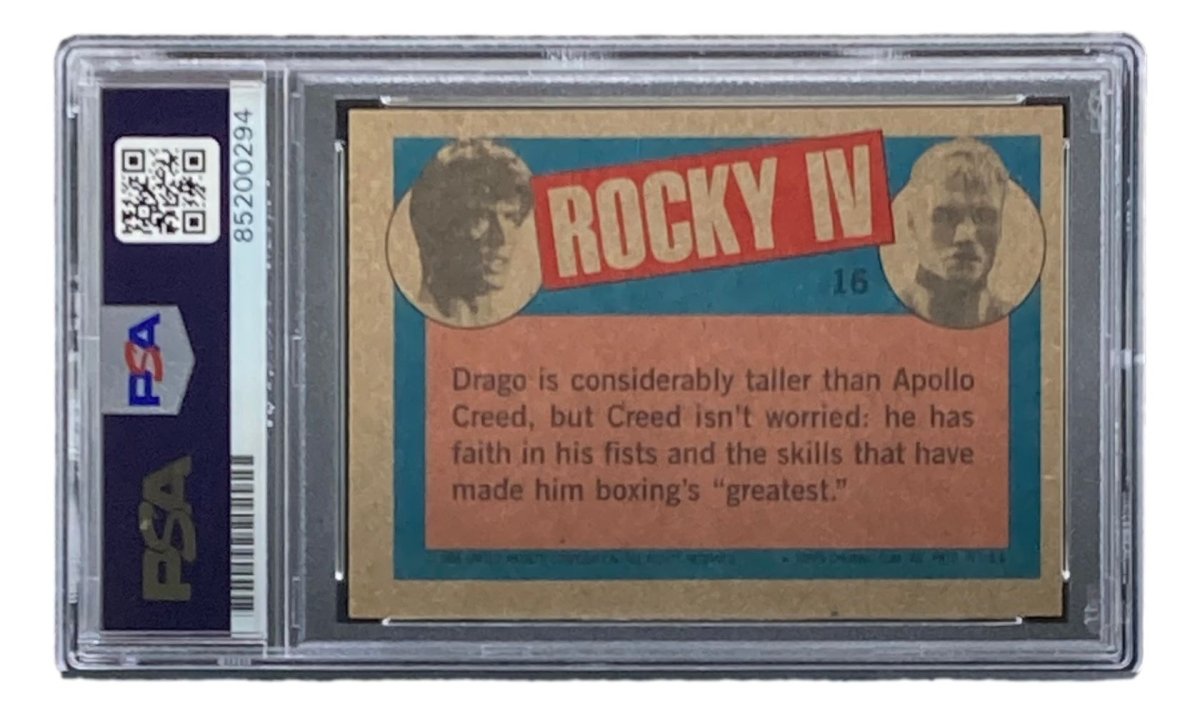 85200294
PSA
PSA
ROCKY IV
16
Drago is considerably taller than Apollo
Creed, but Creed isn't worried: he has
faith in his fists and the skills that have
made him boxing's “greatest.”